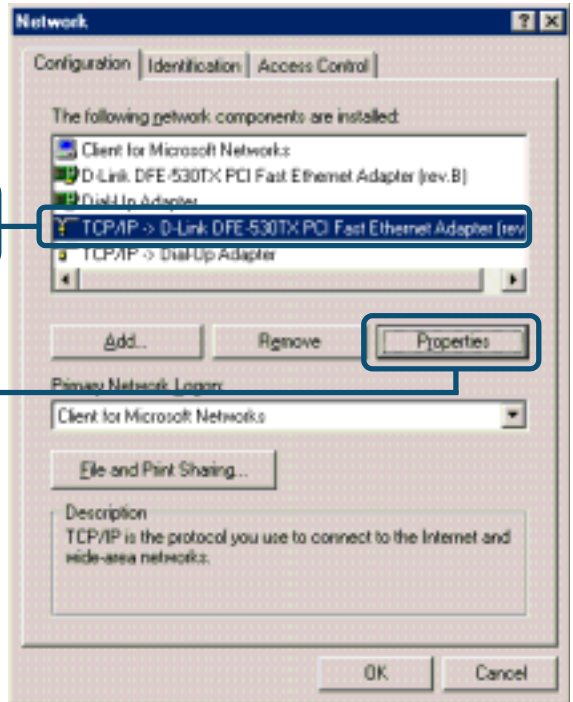 Network
Configuration Identification Access Control
The following network components are installed:
Client for Microsoft Networks
D-Link DFE-530TX PCI Fast Ethernet Adapter (rev.B)
Dial-Up Adapter
TCP/IP -> D-Link DFE-530TX PCI Fast Ethernet Adapter (rev
TCP/IP -> Dial-Up Adapter
Add... Remove Properties
Primary Network Logon:
Client for Microsoft Networks
File and Print Sharing...
Description
TCP/IP is the protocol you use to connect to the Internet and
wide-area networks.
OK Cancel